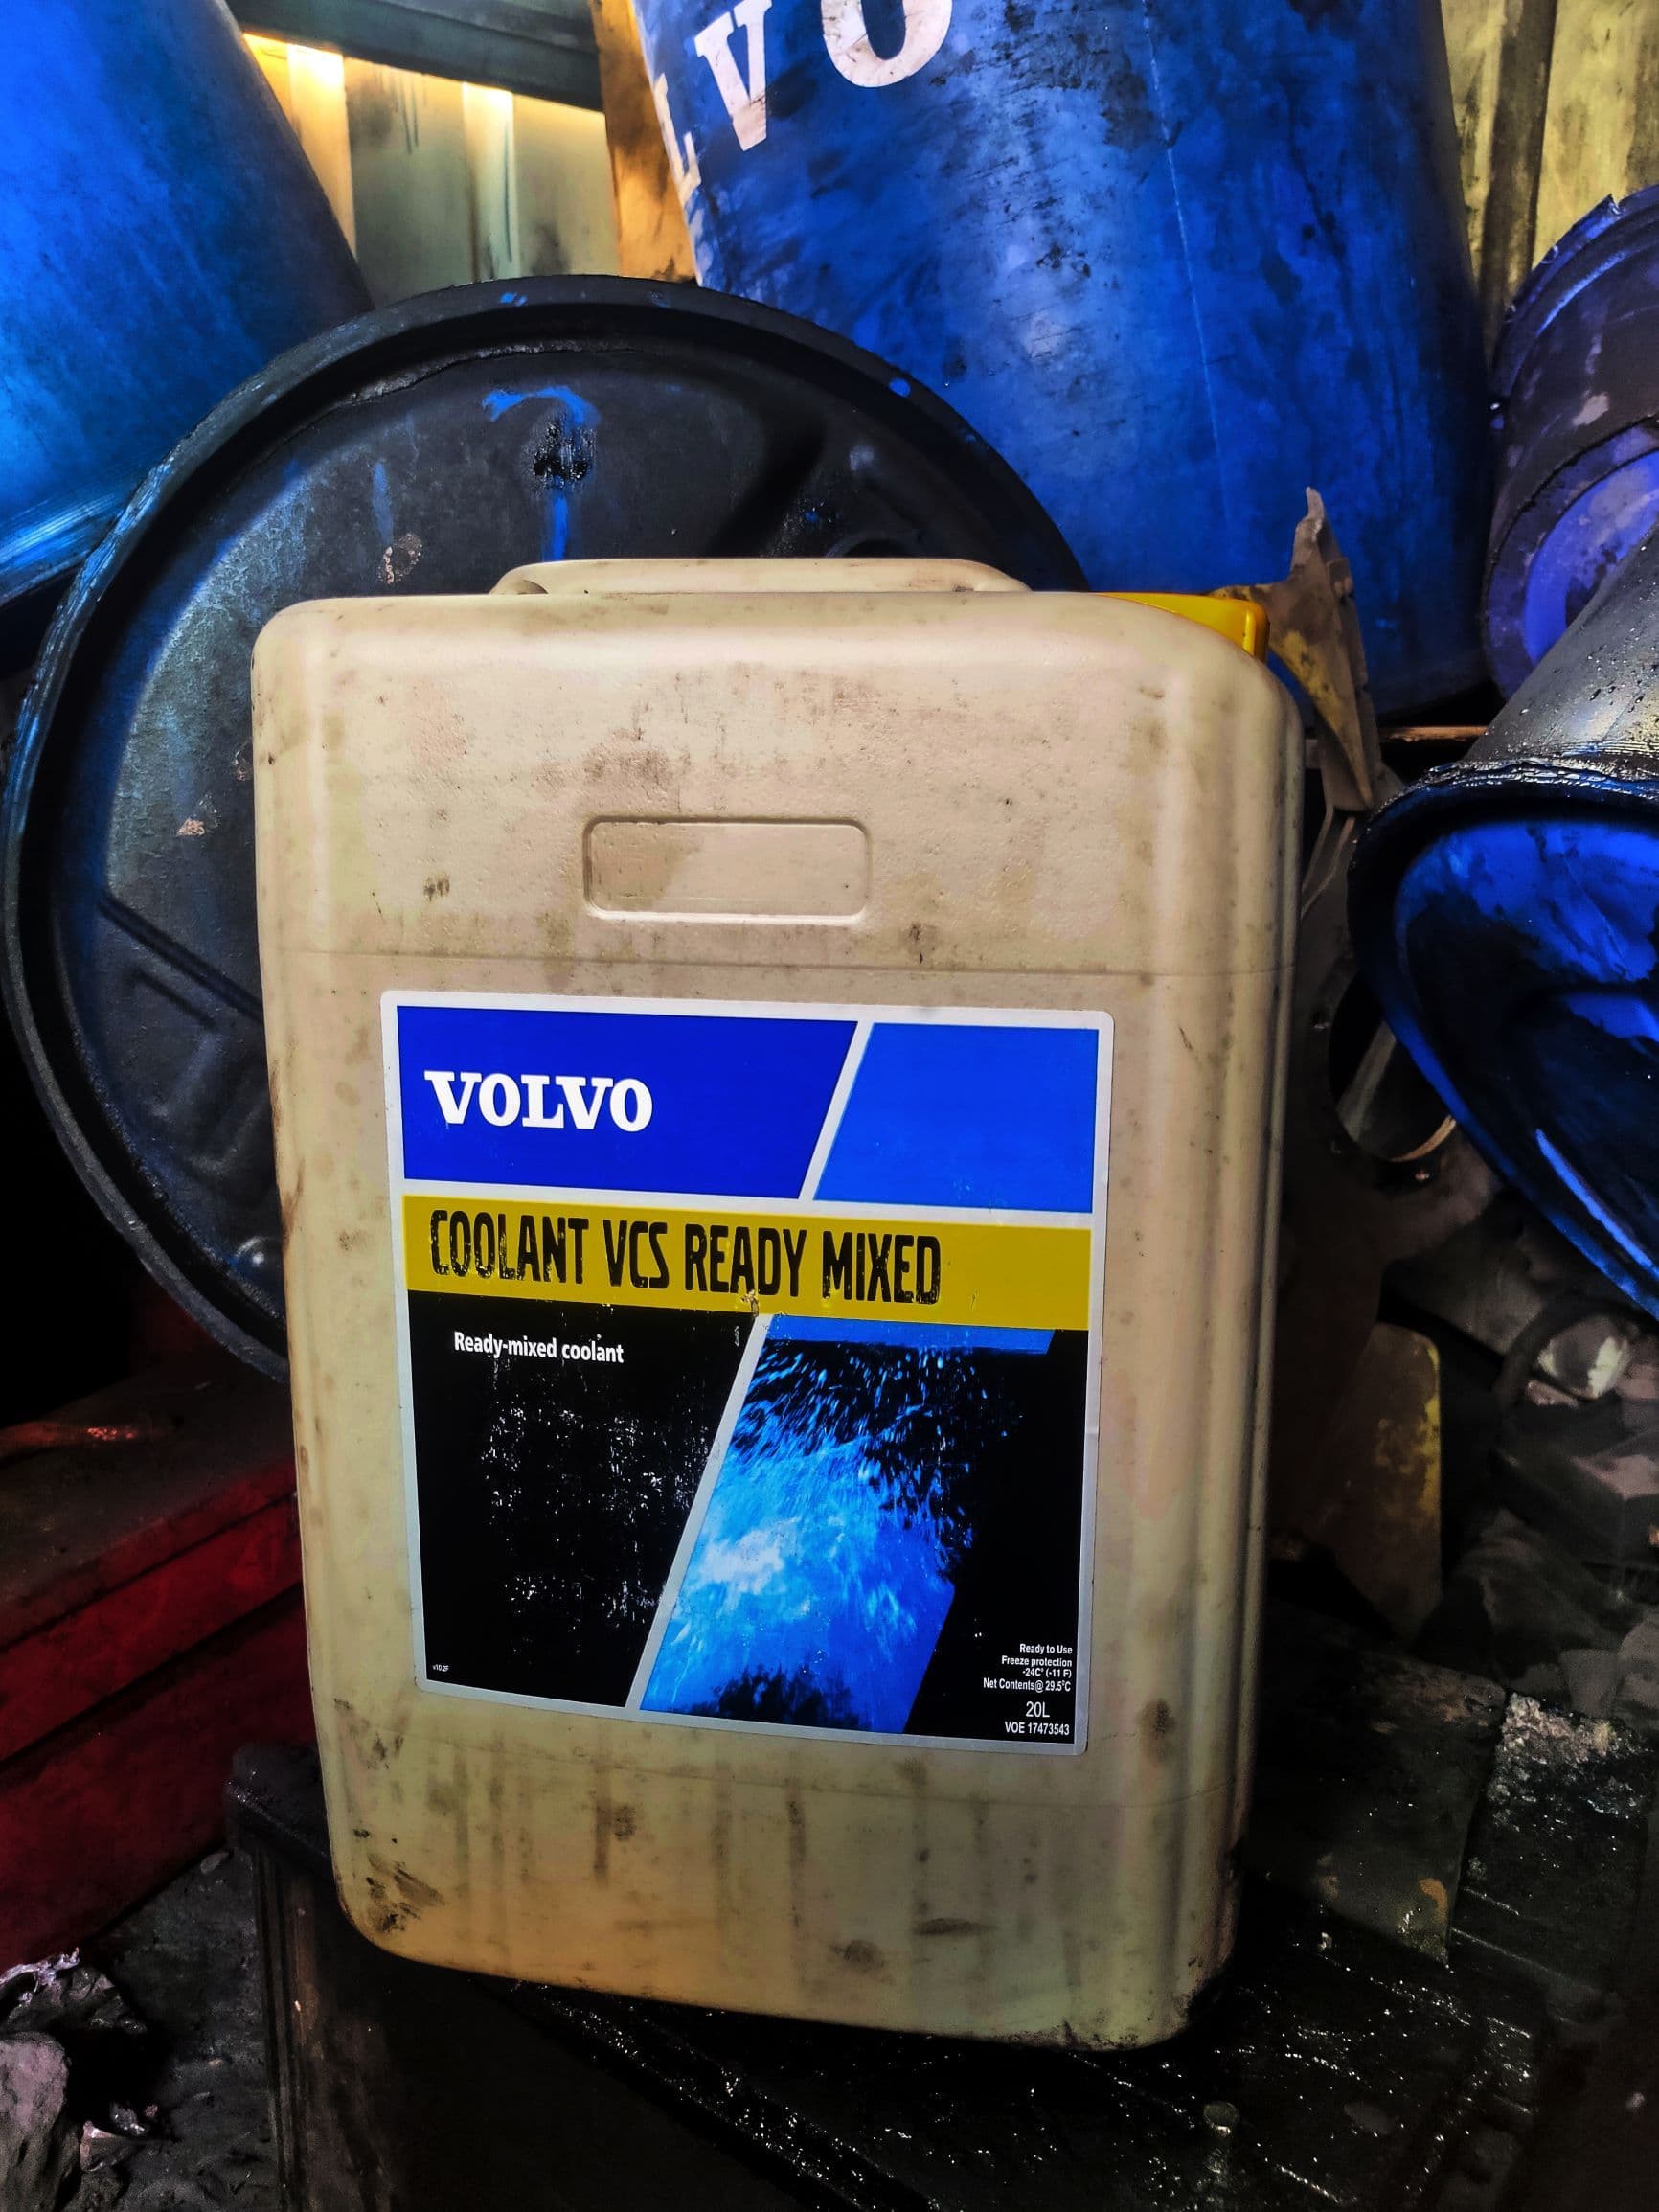 LVO
VOLVO
COOLANT VCS READY MIXED
Ready-mixed coolant
Ready to Use
Freeze protection
-24C° (-11 F)
Net Contents@ 29.5°C
20L
VOE 17473543